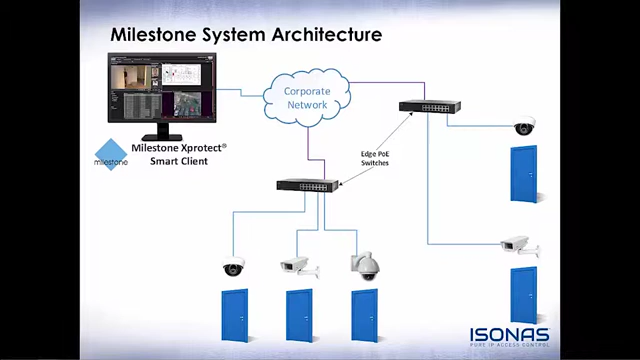 Milestone System Architecture
Corporate
Network
milestone
Milestone Xprotect®
Smart Client
Edge PoE
Switches
ISONAS
PURE IP ACCESS CONTROL